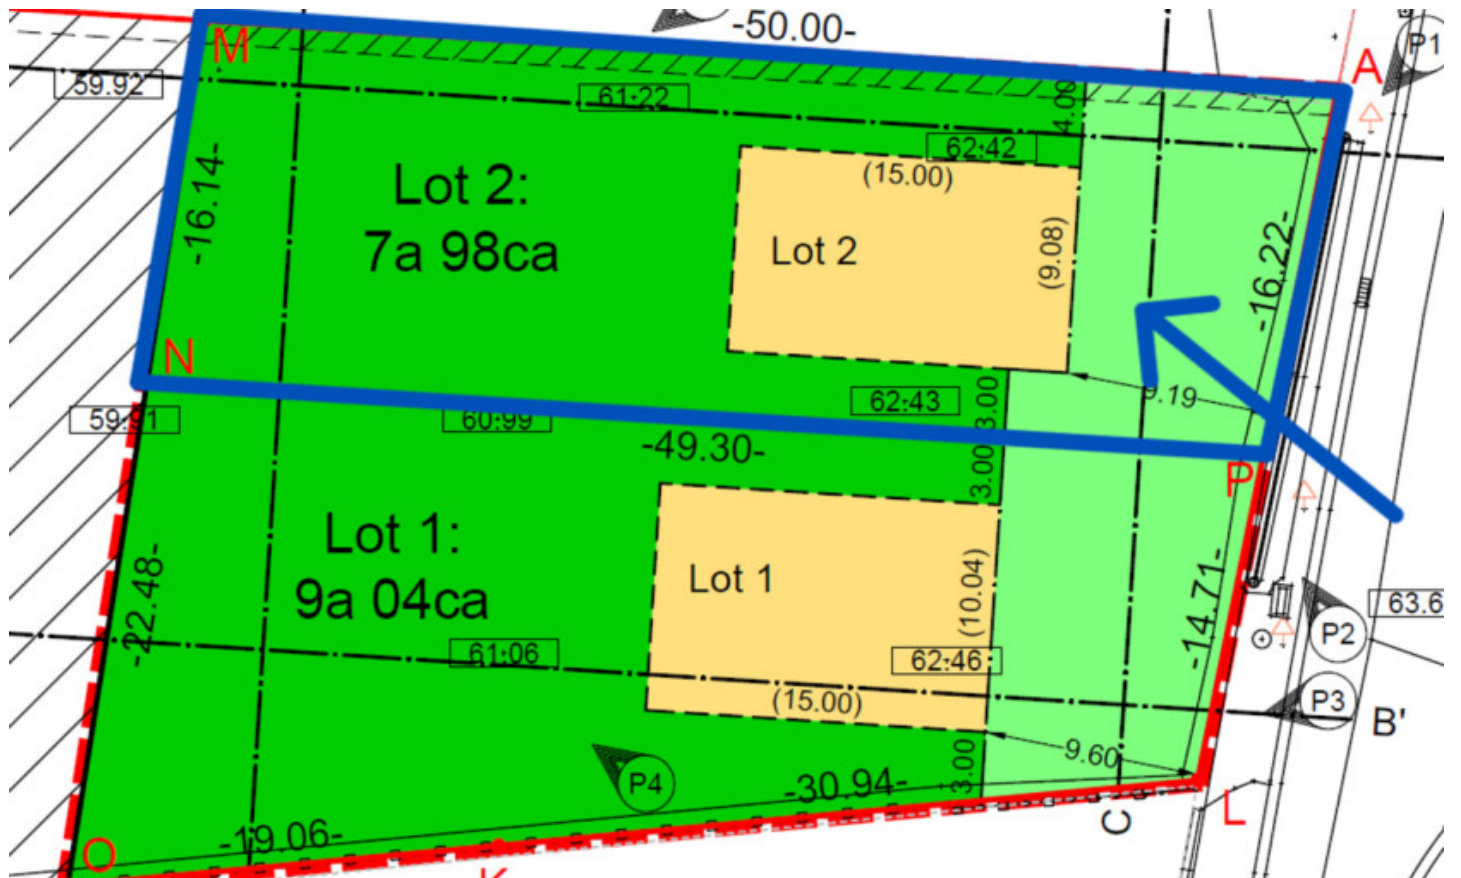 -50.00-
M
A
P1
59.92
61.22
4.00
62.42
(15.00)
Lot 2:
7a 98ca
-16.14-
Lot 2
(9.08)
-16.22-
N
9.19
62.43
3.00
59.91
60.99
-49.30-
3.00
P
Lot 1:
9a 04ca
-22.48-
Lot 1
(10.04)
-14.71-
63.6
P2
61.06
62.46
(15.00)
P3
B'
9.60
P4
3.00
-30.94-
C
L
-19.06-
O
K